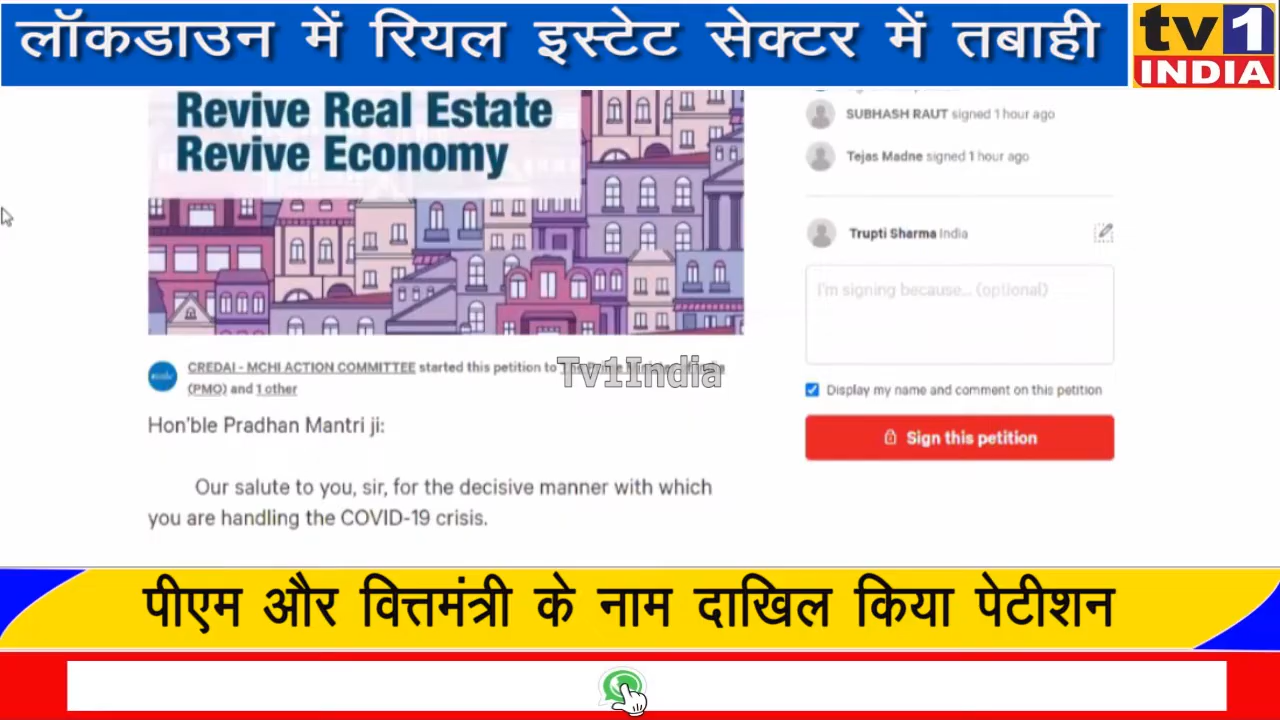 लॉकडाउन में रियल इस्टेट सेक्टर में तबाही
tv1
INDIA
Revive Real Estate
Revive Economy
SUBHASH RAUT signed 1 hour ago
Tejas Madne signed 1 hour ago
Trupti Sharma India
I'm signing because... (optional)
CREDAI - MCHI ACTION COMMITTEE started this petition to
Tv1India
(PMO) and 1 other
Display my name and comment on this petition
Hon'ble Pradhan Mantri ji:
Sign this petition
Our salute to you, sir, for the decisive manner with which
you are handling the COVID-19 crisis.
पीएम और वित्तमंत्री के नाम दाखिल किया पेटीशन